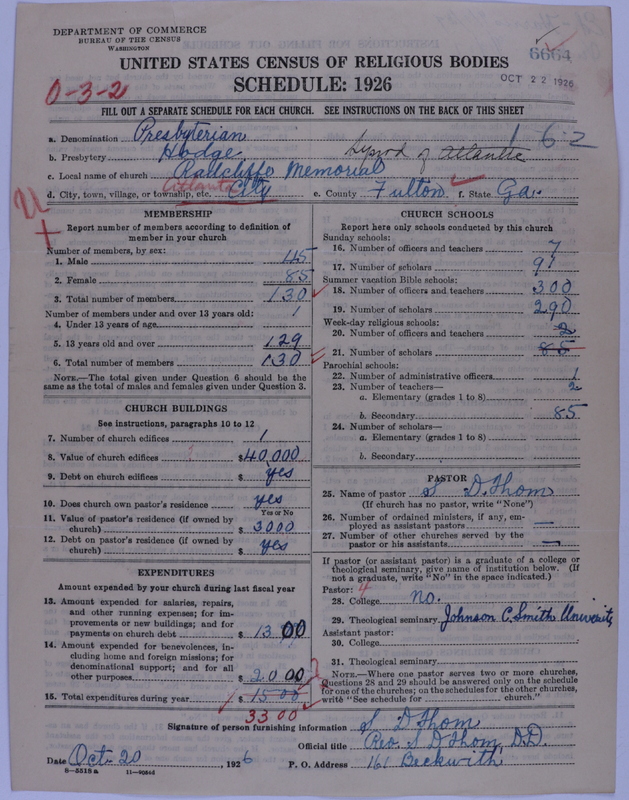 DEPARTMENT OF COMMERCE
BUREAU OF THE CENSUS
WASHINGTON
6664
UNITED STATES CENSUS OF RELIGIOUS BODIES
OCT 22 1926
SCHEDULE: 1926
0-3-2
FILL OUT A SEPARATE SCHEDULE FOR EACH CHURCH. SEE INSTRUCTIONS ON THE BACK OF THIS SHEET
a. Denomination Presbyterian 1 6-2
b. Presbytery Hodge Synod of Atlantic
c. Local name of church Radcliffe Memorial
d. City, town, village, or township, etc. Atlanta City e. County Fulton f. State Ga.
MEMBERSHIP
Report number of members according to definition of
member in your church
Number of members, by sex:
1. Male 45
2. Female 85
3. Total number of members 130
Number of members under and over 13 years old:
4. Under 13 years of age 1
5. 13 years old and over 129
6. Total number of members 130
NOTE.—The total given under Question 6 should be the
same as the total of males and females given under Question 3.
CHURCH BUILDINGS
See instructions, paragraphs 10 to 12
7. Number of church edifices 1
8. Value of church edifices $40,000
9. Debt on church edifices $ yes
10. Does church own pastor's residence yes
Yes or No
11. Value of pastor's residence (if owned by
church) $ 3000
12. Debt on pastor's residence (if owned by
church) $ yes
EXPENDITURES
Amount expended by your church during last fiscal year
13. Amount expended for salaries, repairs,
and other running expenses; for im-
provements or new buildings; and for
payments on church debt $ 1300
14. Amount expended for benevolences, in-
cluding home and foreign missions; for
denominational support; and for all
other purposes $ 2000
15. Total expenditures during year $ 1500
3300
CHURCH SCHOOLS
Report here only schools conducted by this church
Sunday schools:
16. Number of officers and teachers 7
17. Number of scholars 91
Summer vacation Bible schools:
18. Number of officers and teachers 300
19. Number of scholars 290
Week-day religious schools:
20. Number of officers and teachers 2
21. Number of scholars 85
Parochial schools:
22. Number of administrative officers 1
23. Number of teachers— 2
a. Elementary (grades 1 to 8)
b. Secondary 85
24. Number of scholars—
a. Elementary (grades 1 to 8)
b. Secondary
PASTOR
25. Name of pastor S D. Thom
(If church has no pastor, write "None")
26. Number of ordained ministers, if any, em-
ployed as assistant pastors —
27. Number of other churches served by the
pastor or his assistants —
If pastor (or assistant pastor) is a graduate of a college or
theological seminary, give name of institution below. (If
not a graduate, write "No" in the space indicated.)
Pastor: 4
28. College no.
29. Theological seminary Johnson C. Smith University
Assistant pastor:
30. College
31. Theological seminary
NOTE.—Where one pastor serves two or more churches,
Questions 28 and 29 should be answered only on the schedule
for one of the churches; on the schedules for the other churches,
write "See schedule for church."
Signature of person furnishing information S D Thom
Official title Rev. S D Thom, D.D.
Date Oct-20, 1926 P. O. Address 161 Beckwith
8-5518a 11-9056d